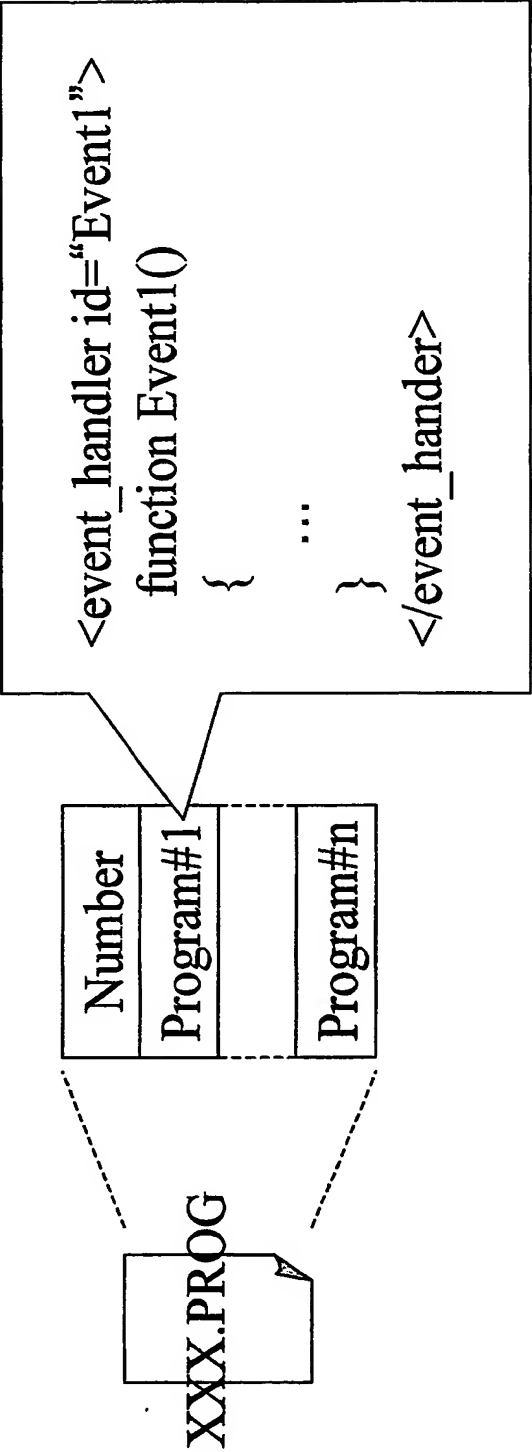 XXX.PROG
Number
Program#1
Program#n
<event_handler id=“Event1”>
function Event1()
{
...
}
</event_hander>